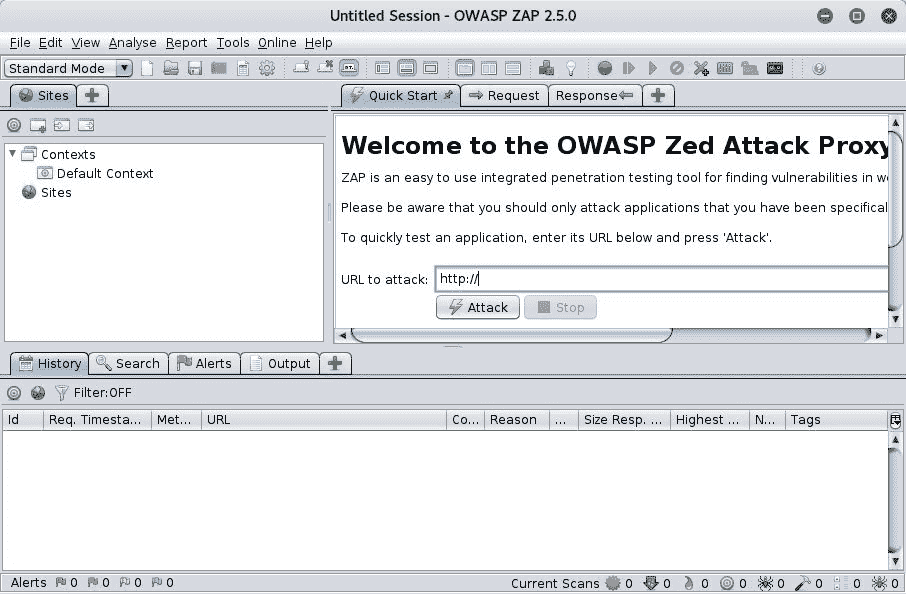 Untitled Session - OWASP ZAP 2.5.0
File Edit View Analyse Report Tools Online Help
Standard Mode
Sites
Quick Start Request Response
Contexts
Default Context
Sites
Welcome to the OWASP Zed Attack Proxy
ZAP is an easy to use integrated penetration testing tool for finding vulnerabilities in we
Please be aware that you should only attack applications that you have been specifical
To quickly test an application, enter its URL below and press 'Attack'.
URL to attack: http://
Attack Stop
History Search Alerts Output
Filter:OFF
Id Req. Timesta... Met... URL Co... Reason ... Size Resp. ... Highest ... N... Tags
Alerts 0 0 0 0 Current Scans 0 0 0 0 0 0 0 0